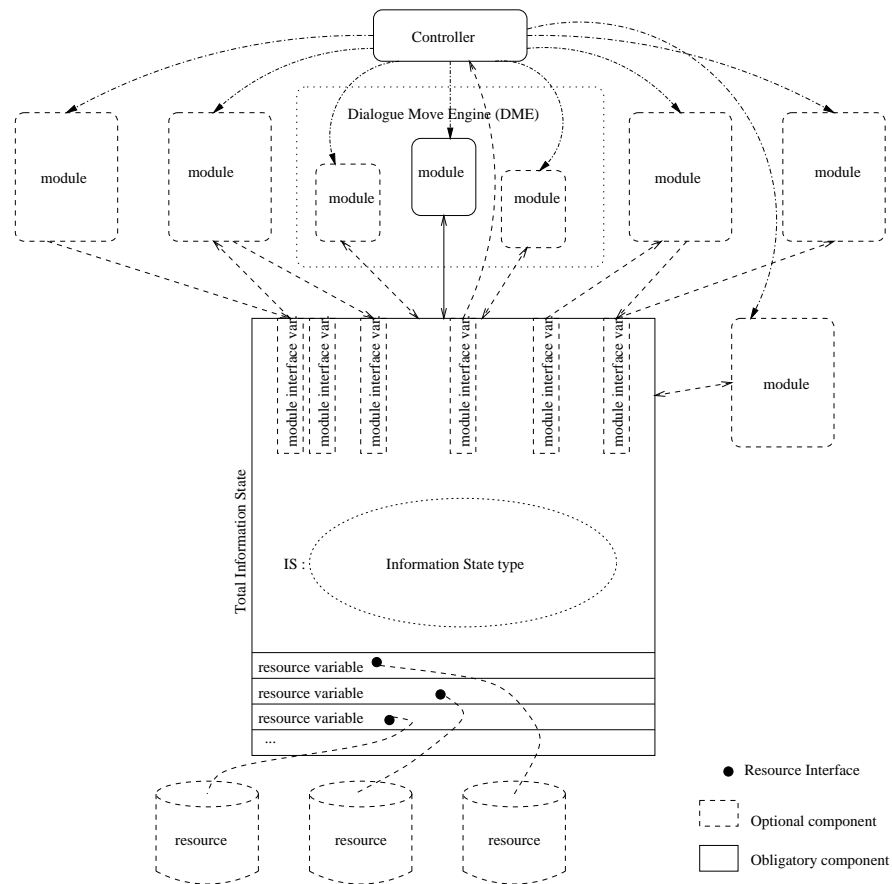 Controller
Dialogue Move Engine (DME)
module
module
module
module
module
module
module
module interface var
module interface var
module interface var
module interface var
module interface var
module interface var
module
Total Information State
IS :
Information State type
resource variable
resource variable
resource variable
...
resource
resource
resource
Resource Interface
Optional component
Obligatory component